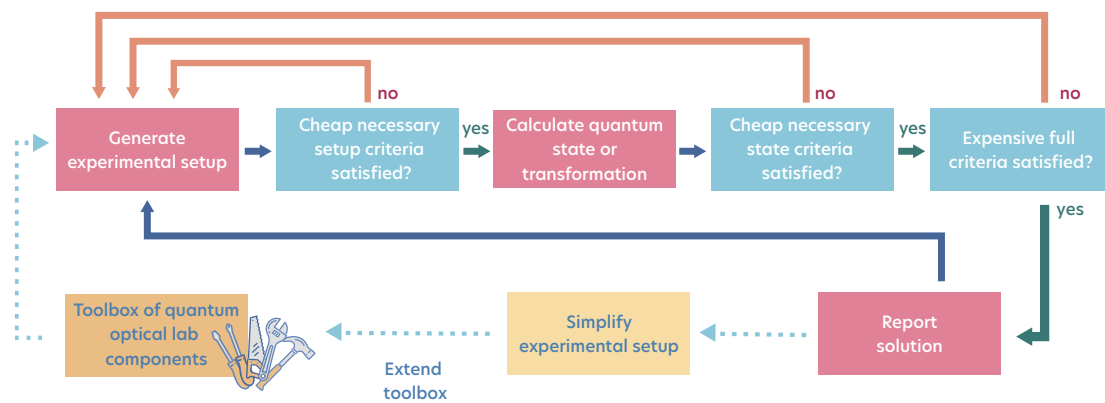 no
no
no
Generate
experimental setup
Cheap necessary
setup criteria
satisfied?
yes
Calculate quantum
state or
transformation
Cheap necessary
state criteria
satisfied?
yes
Expensive full
criteria satisfied?
yes
Toolbox of quantum
optical lab
components
Extend
toolbox
Simplify
experimental setup
Report
solution